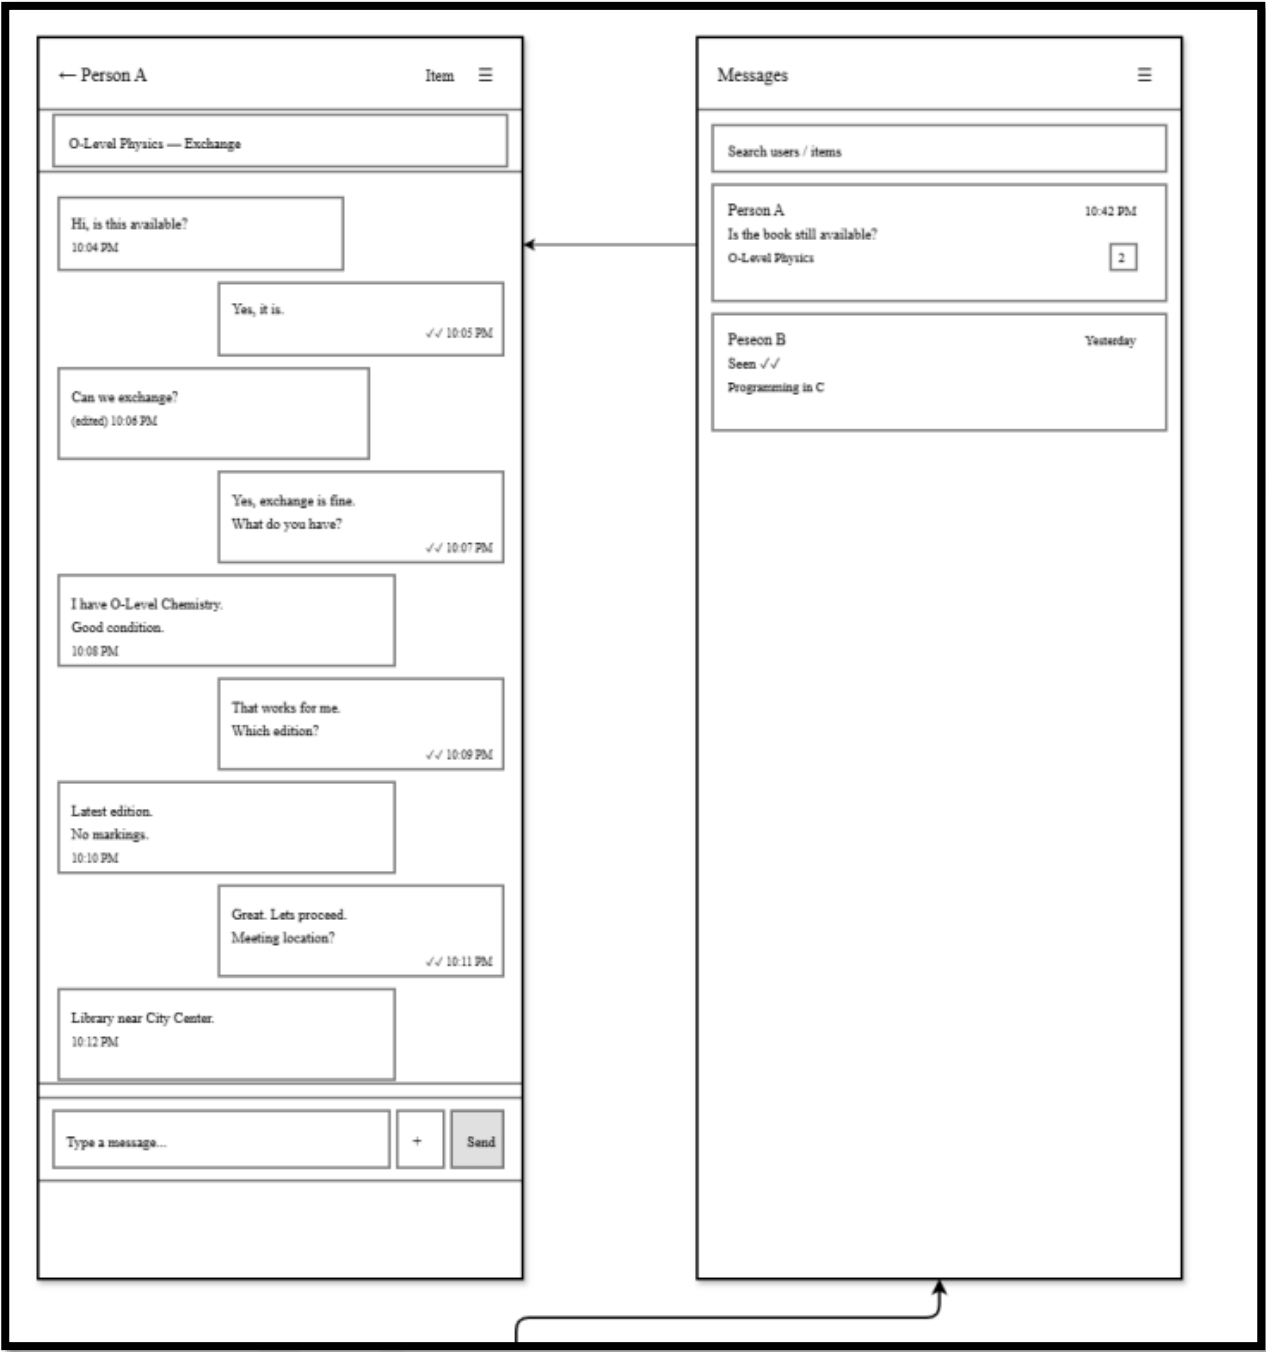 ← Person A Item ☰
O-Level Physics — Exchange
Hi, is this available?
10:04 PM
Yes, it is.
✓✓ 10:05 PM
Can we exchange?
(edited) 10:06 PM
Yes, exchange is fine.
What do you have?
✓✓ 10:07 PM
I have O-Level Chemistry.
Good condition.
10:08 PM
That works for me.
Which edition?
✓✓ 10:09 PM
Latest edition.
No markings.
10:10 PM
Great. Lets proceed.
Meeting location?
✓✓ 10:11 PM
Library near City Center.
10:12 PM
Type a message... + Send
Messages ☰
Search users / items
Person A 10:42 PM
Is the book still available?
O-Level Physics 2
Peseon B Yesterday
Seen ✓✓
Programming in C